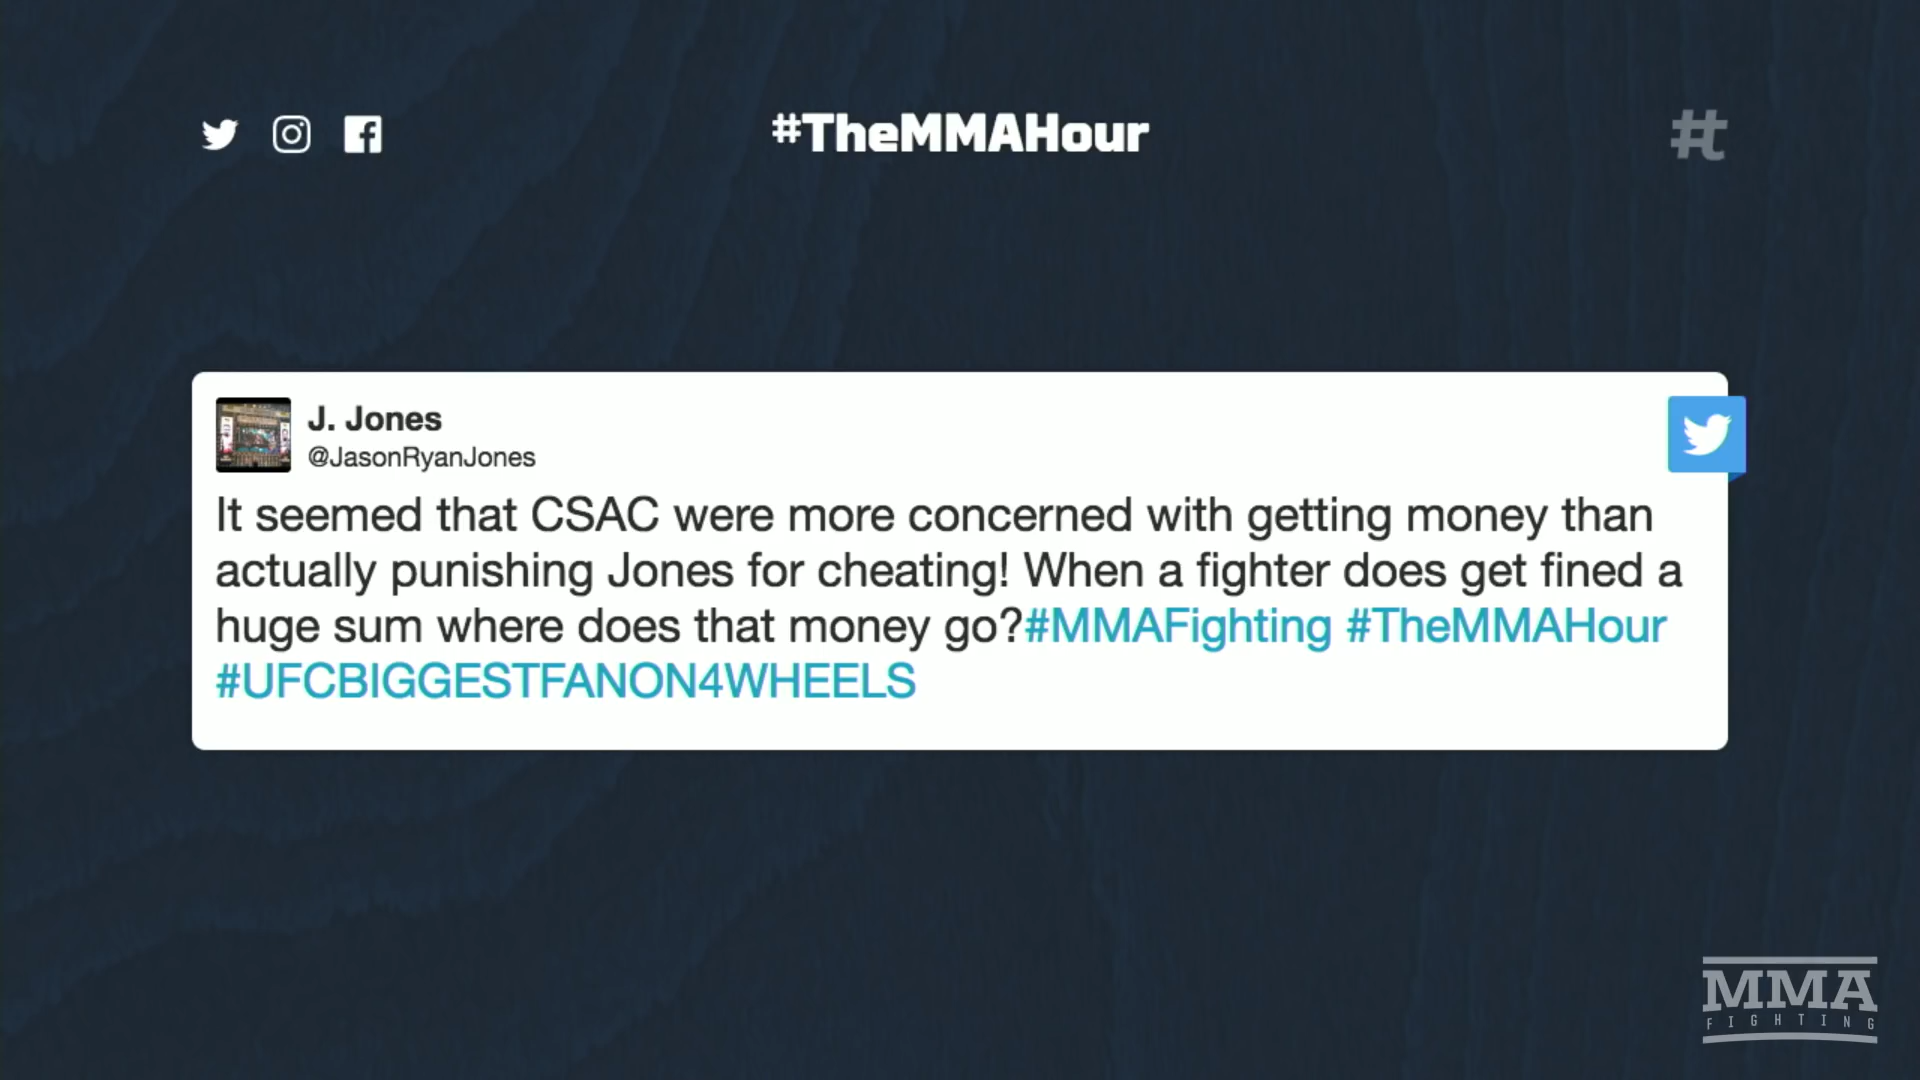 #TheMMAHour
J. Jones
@JasonRyanJones
It seemed that CSAC were more concerned with getting money than
actually punishing Jones for cheating! When a fighter does get fined a
huge sum where does that money go?#MMAFighting #TheMMAHour
#UFCBIGGESTFANON4WHEELS
MMA
FIGHTING